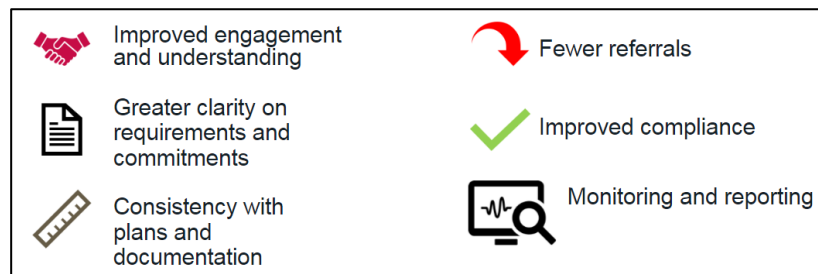 Improved engagement
and understanding
Greater clarity on
requirements and
commitments
Consistency with
plans and
documentation
Fewer referrals
Improved compliance
Monitoring and reporting